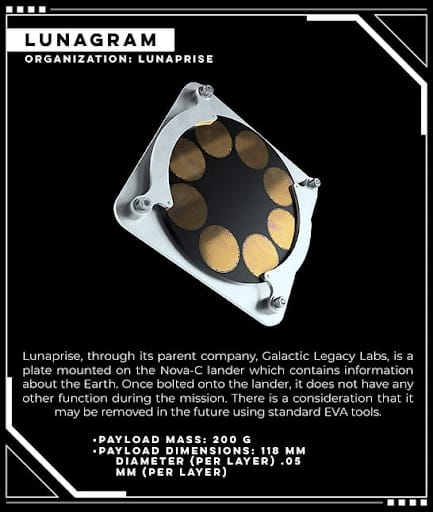 LUNAGRAM
ORGANIZATION: LUNAPRISE
Lunaprise, through its parent company, Galactic Legacy Labs, is a
plate mounted on the Nova-C lander which contains information
about the Earth. Once bolted onto the lander, it does not have any
other function during the mission. There is a consideration that it
may be removed in the future using standard EVA tools.
•PAYLOAD MASS: 200 G
•PAYLOAD DIMENSIONS: 118 MM
DIAMETER (PER LAYER) .05
MM (PER LAYER)